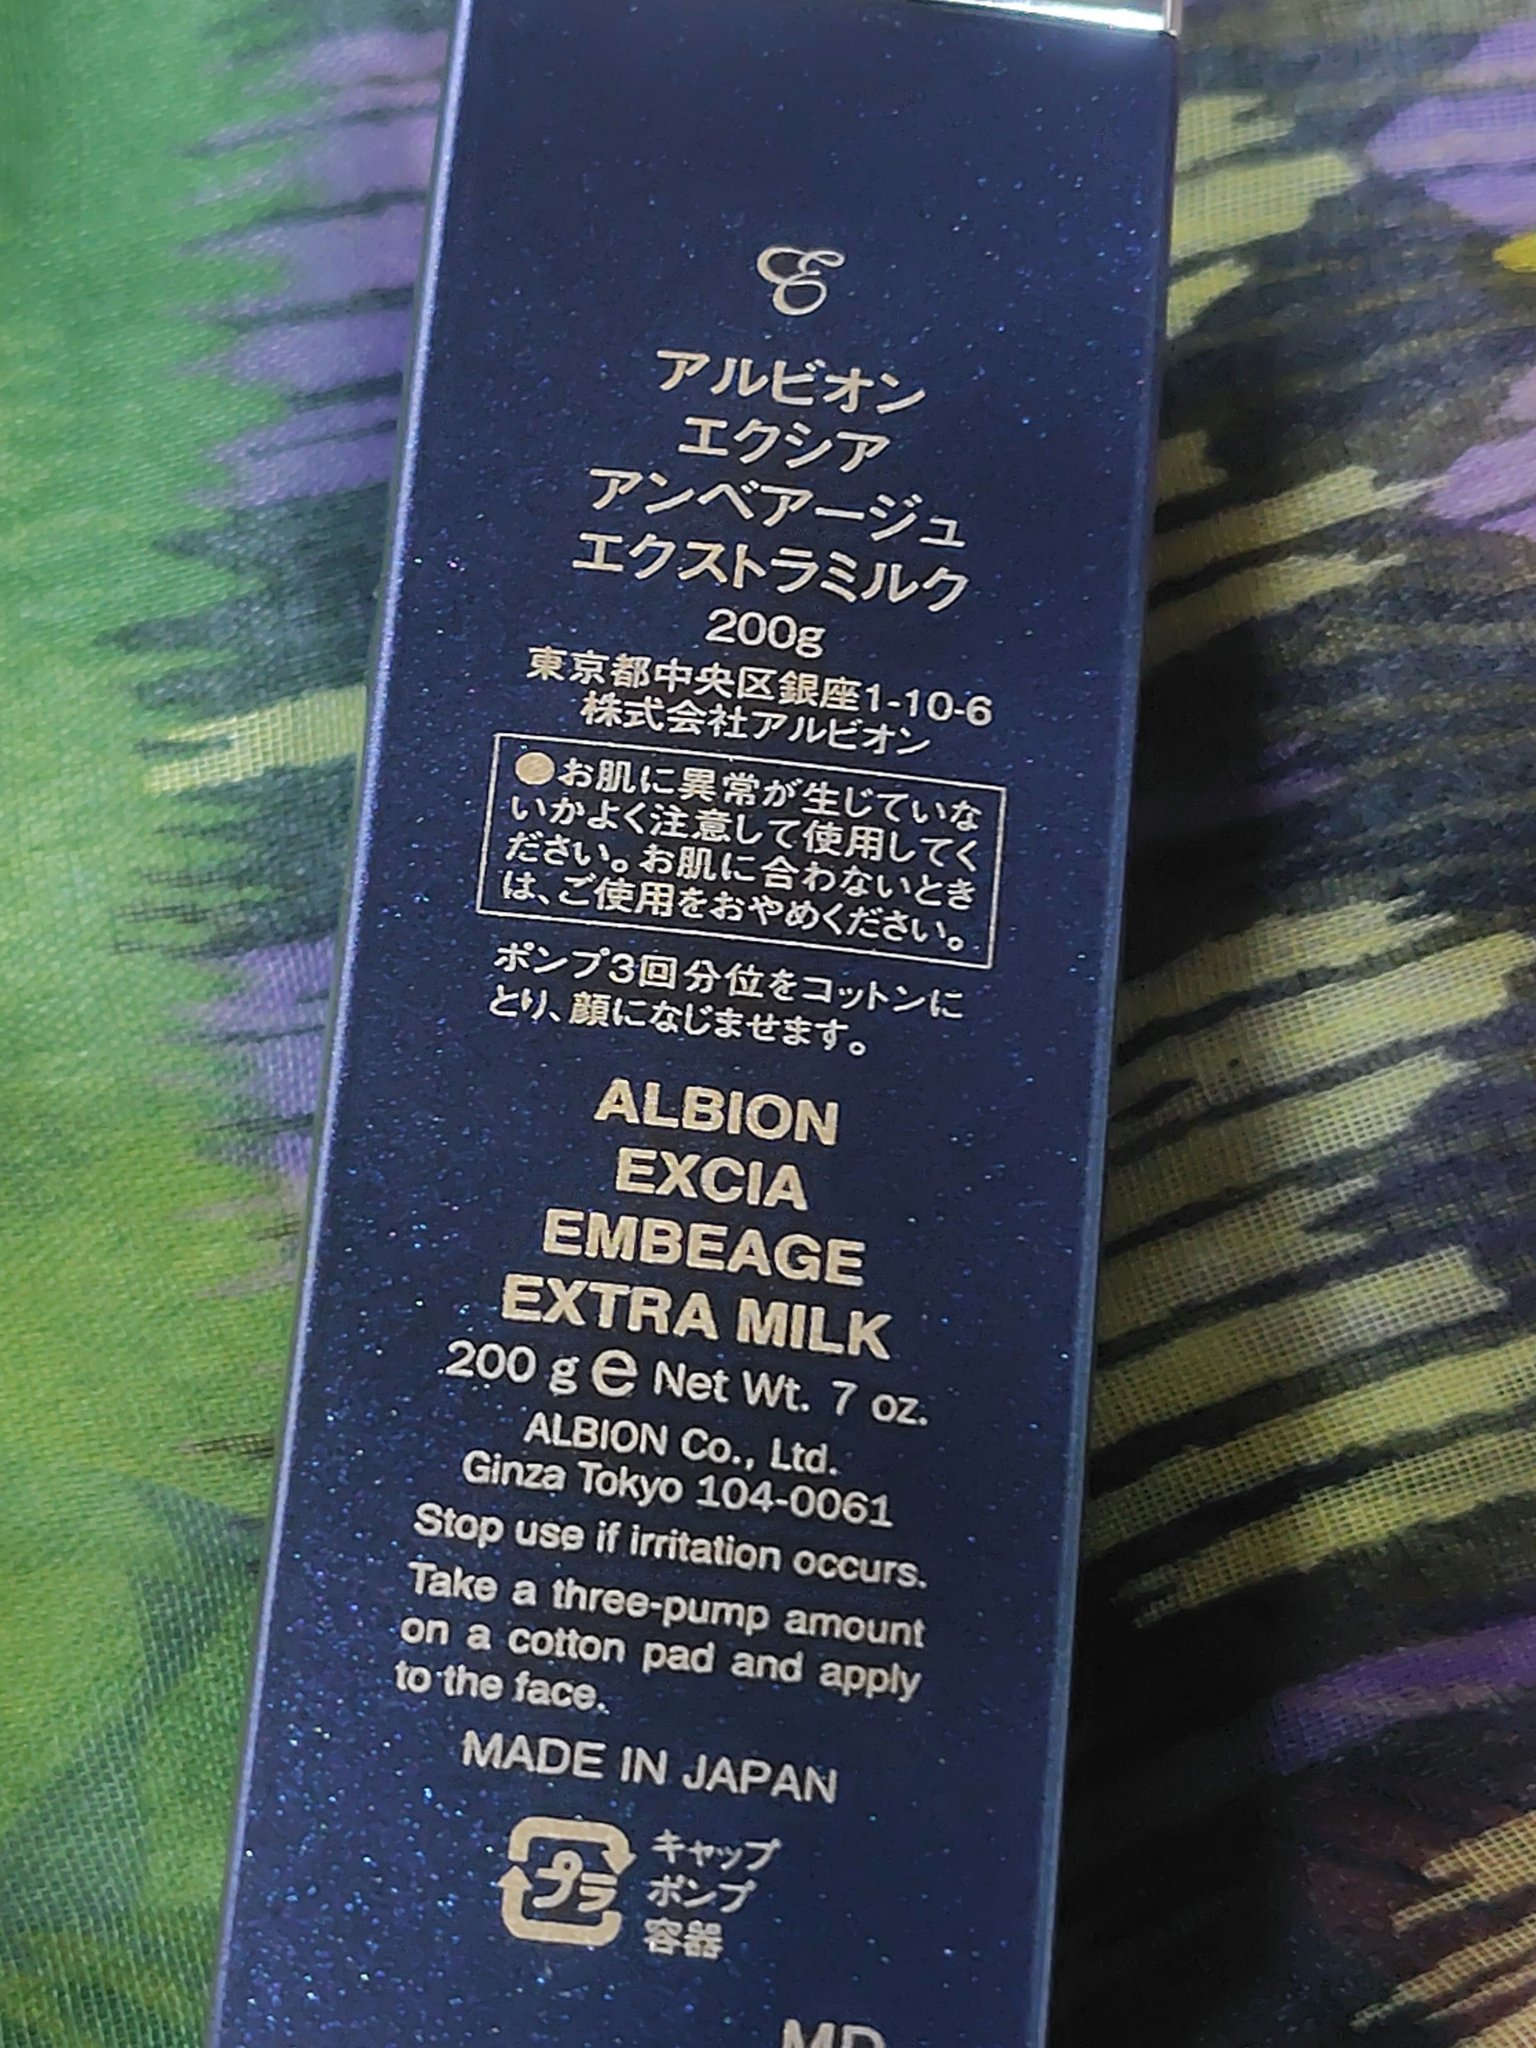 アルビオン
エクシア
アンベアージュ
エクストラミルク
200g
東京都中央区銀座1-10-6
株式会社アルビオン
●お肌に異常が生じていな
いかよく注意して使用してく
ださい。お肌に合わないとき
は、ご使用をおやめください。
ポンプ3回分位をコットンに
とり、顔になじませます。
ALBION
EXCIA
EMBEAGE
EXTRA MILK
200 g e Net Wt. 7 oz.
ALBION Co., Ltd.
Ginza Tokyo 104-0061
Stop use if irritation occurs.
Take a three-pump amount
on a cotton pad and apply
to the face.
MADE IN JAPAN
プラ
キャップ
ポンプ
容器